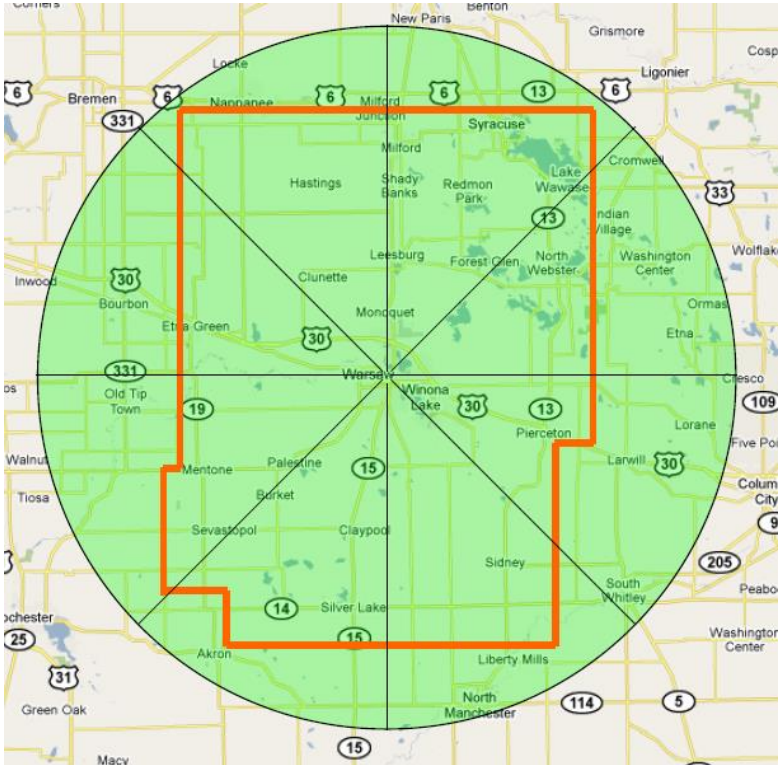 Corners
Benton
New Paris
Grismore
Locke
Cosp
Ligonier
6
Bremen
6
Nappanee
6
Milford
Junction
6
13
6
331
Syracuse
Milford
Cromwell
Hastings
Shady
Banks
Redmon
Park
Lake
Wawase
33
13
Indian
Village
Leesburg
Forest Glen
North
Webster
Washington
Center
Wolflake
Inwood
30
Clunette
Bourbon
Monoquet
Ormas
Etna Green
30
Etna
331
Warsaw
Cresco
Old Tip
Town
19
Winona
Lake
30
13
109
Pierceton
Lorane
Five Poi
Walnut
Mentone
Palestine
15
Larwill
30
Tiosa
Burket
Colum
City
Sevastopol
Claypool
9
Sidney
205
South
Whitley
Peabo
14
Silver Lake
ochester
25
15
Washington
Center
Akron
Liberty Mills
31
Green Oak
North
Manchester
114
5
15
Macy